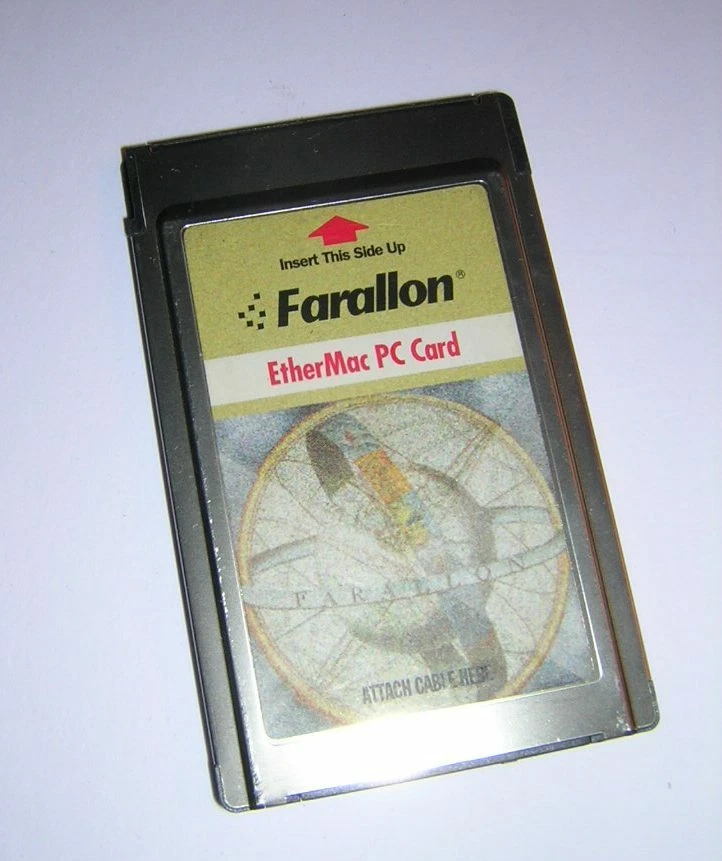 Insert This Side Up
Farallon®
EtherMac PC Card
FARALLON
ATTACH CABLE HERE